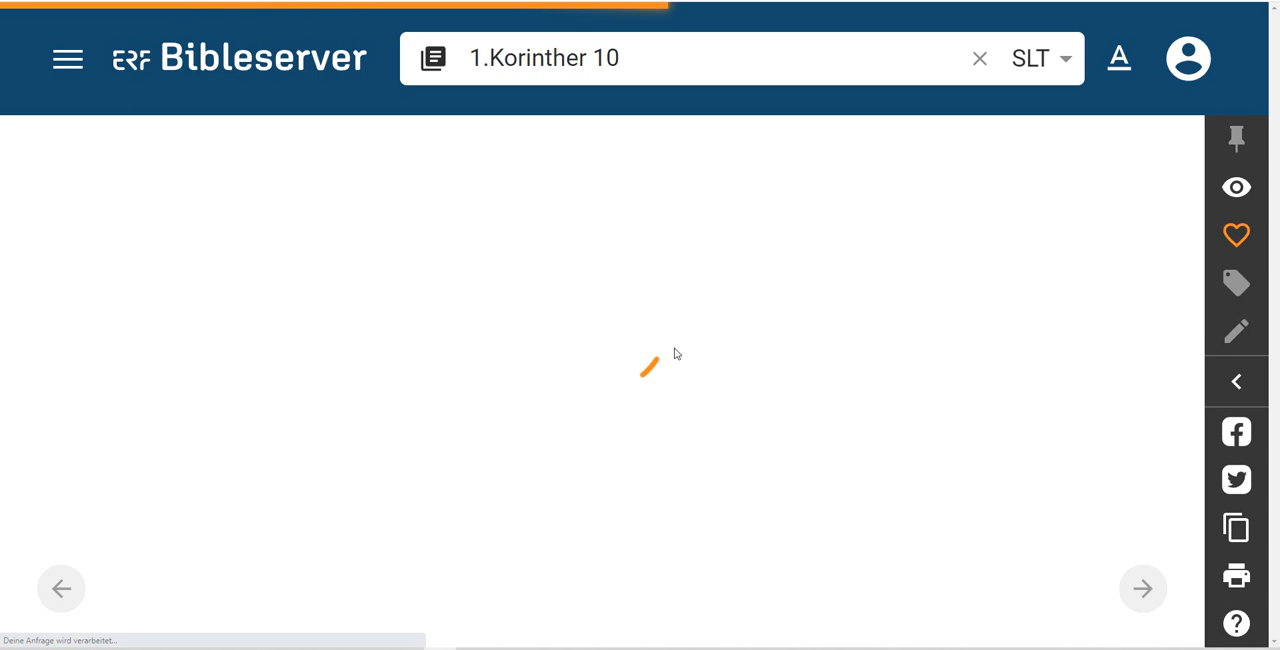 ERF Bibleserver
1.Korinther 10
SLT
A
Deine Anfrage wird verarbeitet...